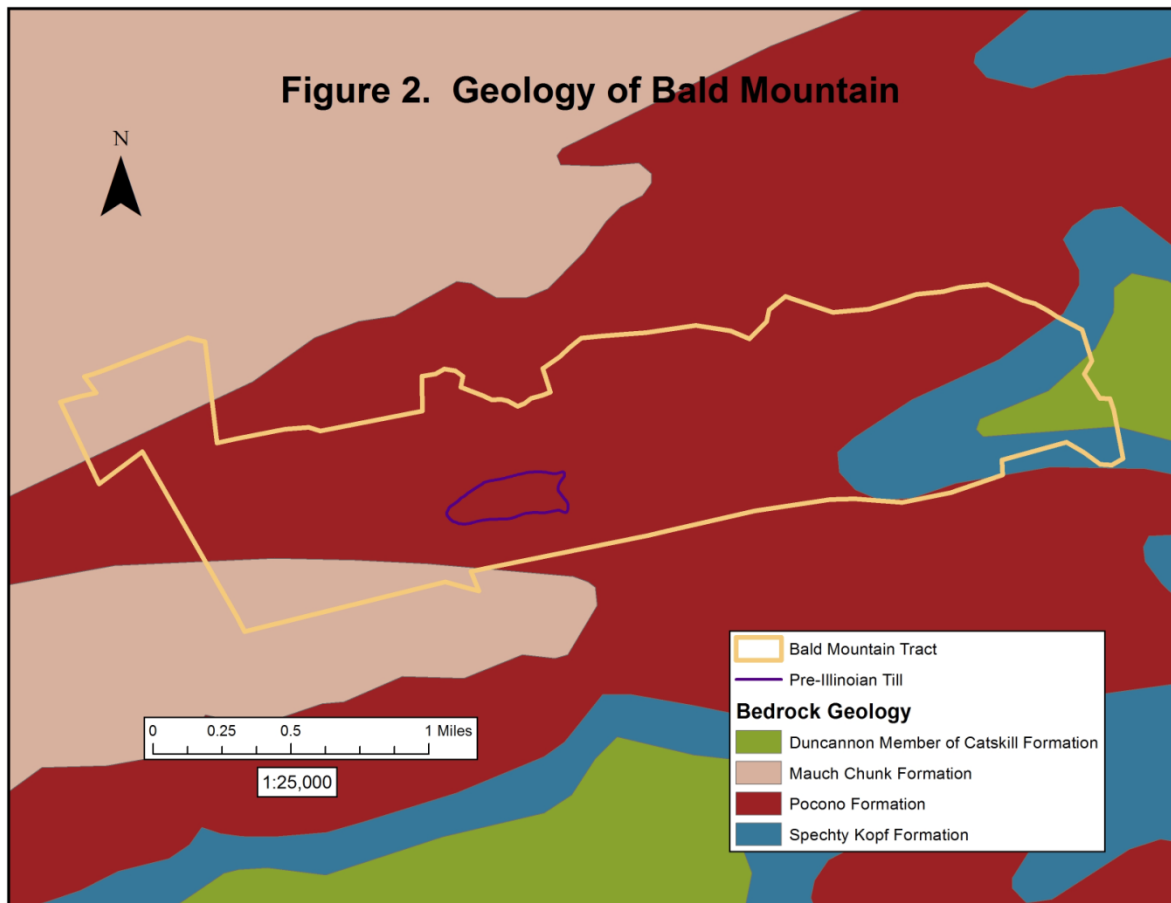 Figure 2.  Geology of Bald Mountain
N
Bald Mountain Tract
Pre-Illinoian Till
Bedrock Geology
Duncannon Member of Catskill Formation
Mauch Chunk Formation
Pocono Formation
Spechty Kopf Formation
0 0.25 0.5 1 Miles
1:25,000